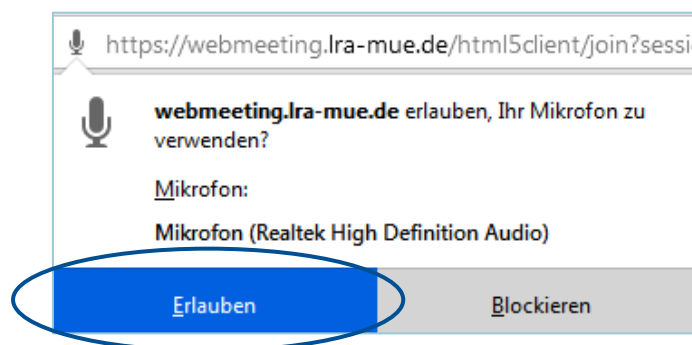 https://webmeeting.lra-mue.de/html5client/join?sessi
webmeeting.lra-mue.de erlauben, Ihr Mikrofon zu
verwenden?
Mikrofon:
Mikrofon (Realtek High Definition Audio)
Erlauben
Blockieren